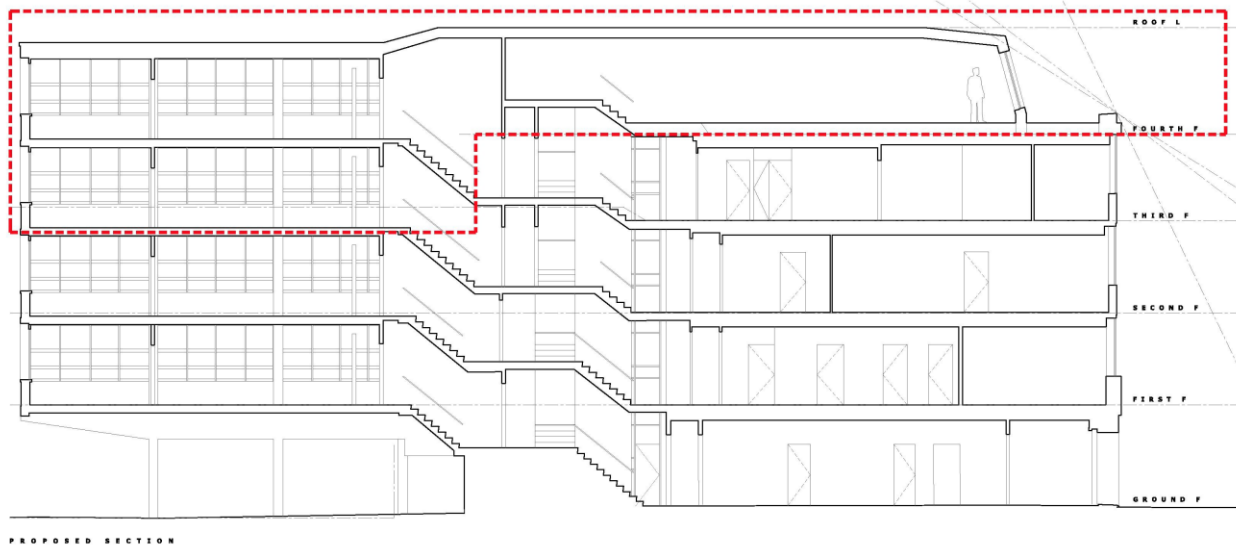 ROOF L
FOURTH F
THIRD F
SECOND F
FIRST F
GROUND F
PROPOSED SECTION